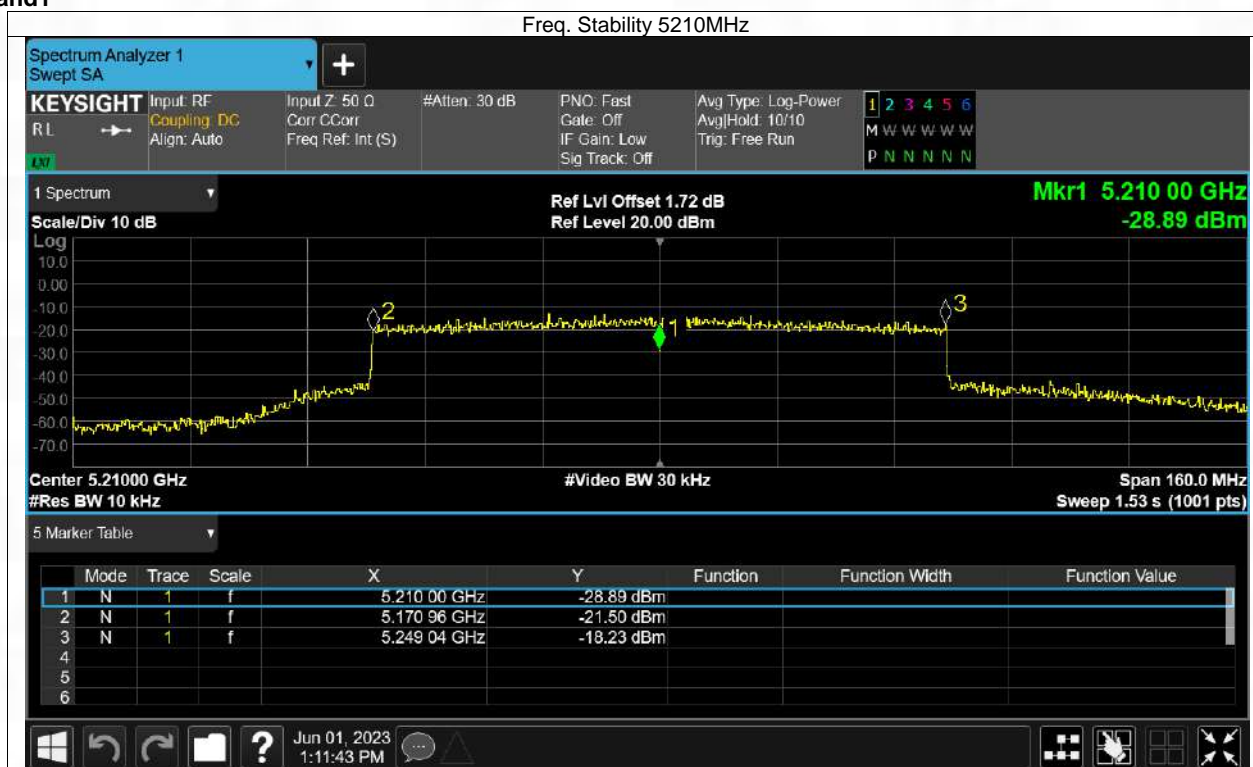 and1
Freq. Stability 5210MHz
Spectrum Analyzer 1
Swept SA
+
KEYSIGHT
RL
LXI
Input: RF
Coupling: DC
Align: Auto
Input Z: 50 Ω
Corr CCorr
Freq Ref: Int (S)
#Atten: 30 dB
PNO: Fast
Gate: Off
IF Gain: Low
Sig Track: Off
Avg Type: Log-Power
Avg|Hold: 10/10
Trig: Free Run
1 2 3 4 5 6
M W W W W W
P N N N N N
1 Spectrum
Scale/Div 10 dB
Ref Lvl Offset 1.72 dB
Ref Level 20.00 dBm
Mkr1 5.210 00 GHz
-28.89 dBm
Log
10.0
0.00
-10.0
-20.0
-30.0
-40.0
-50.0
-60.0
-70.0
2
1
3
Center 5.21000 GHz
#Res BW 10 kHz
#Video BW 30 kHz
Span 160.0 MHz
Sweep 1.53 s (1001 pts)
5 Marker Table
Mode Trace Scale X Y Function Function Width Function Value
1 N 1 f 5.210 00 GHz -28.89 dBm
2 N 1 f 5.170 96 GHz -21.50 dBm
3 N 1 f 5.249 04 GHz -18.23 dBm
4
5
6
?
Jun 01, 2023
1:11:43 PM